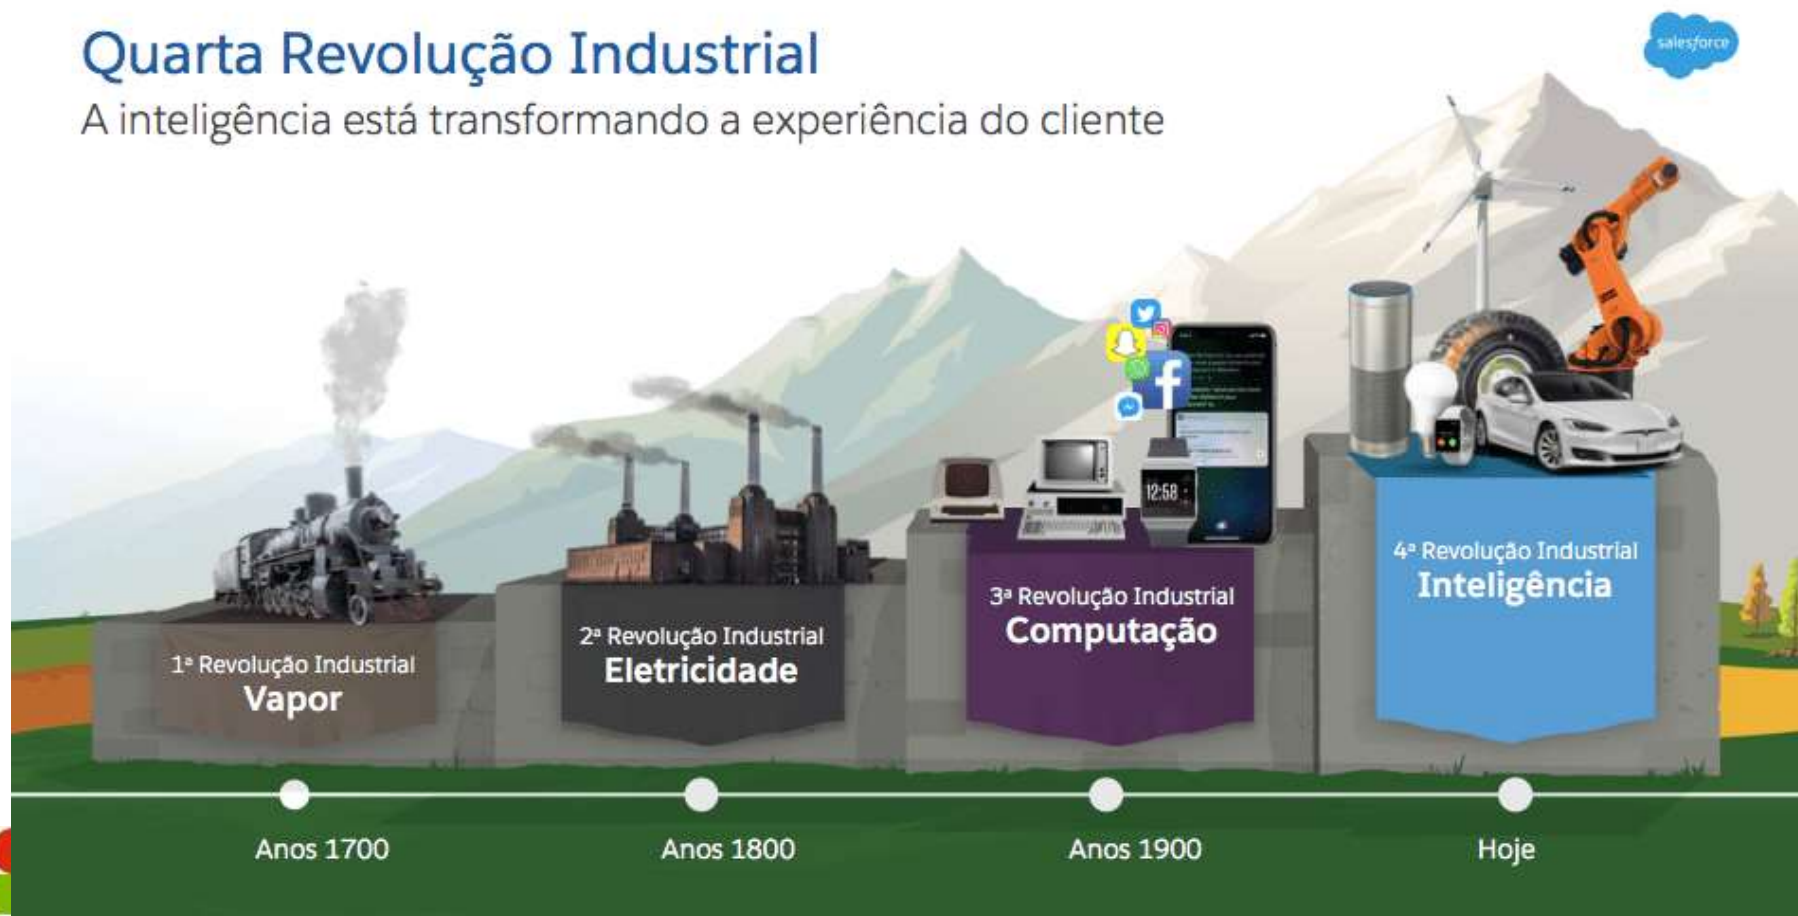 Quarta Revolução Industrial
A inteligência está transformando a experiência do cliente
salesforce
12:58
1ª Revolução Industrial
Vapor
2ª Revolução Industrial
Eletricidade
3ª Revolução Industrial
Computação
4ª Revolução Industrial
Inteligência
Anos 1700
Anos 1800
Anos 1900
Hoje